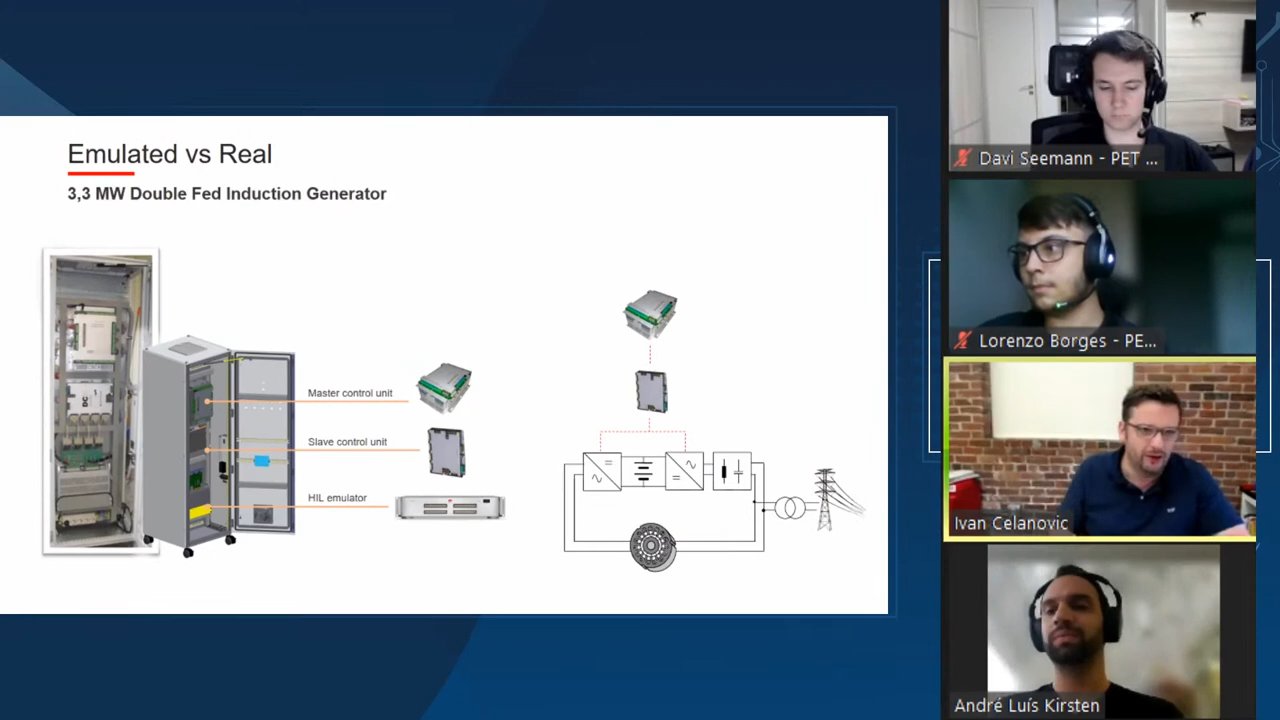 Emulated vs Real
3,3 MW Double Fed Induction Generator
Master control unit
Slave control unit
HIL emulator
DC
Davi Seemann - PET ...
Lorenzo Borges - PE...
Ivan Celanovic
André Luís Kirsten